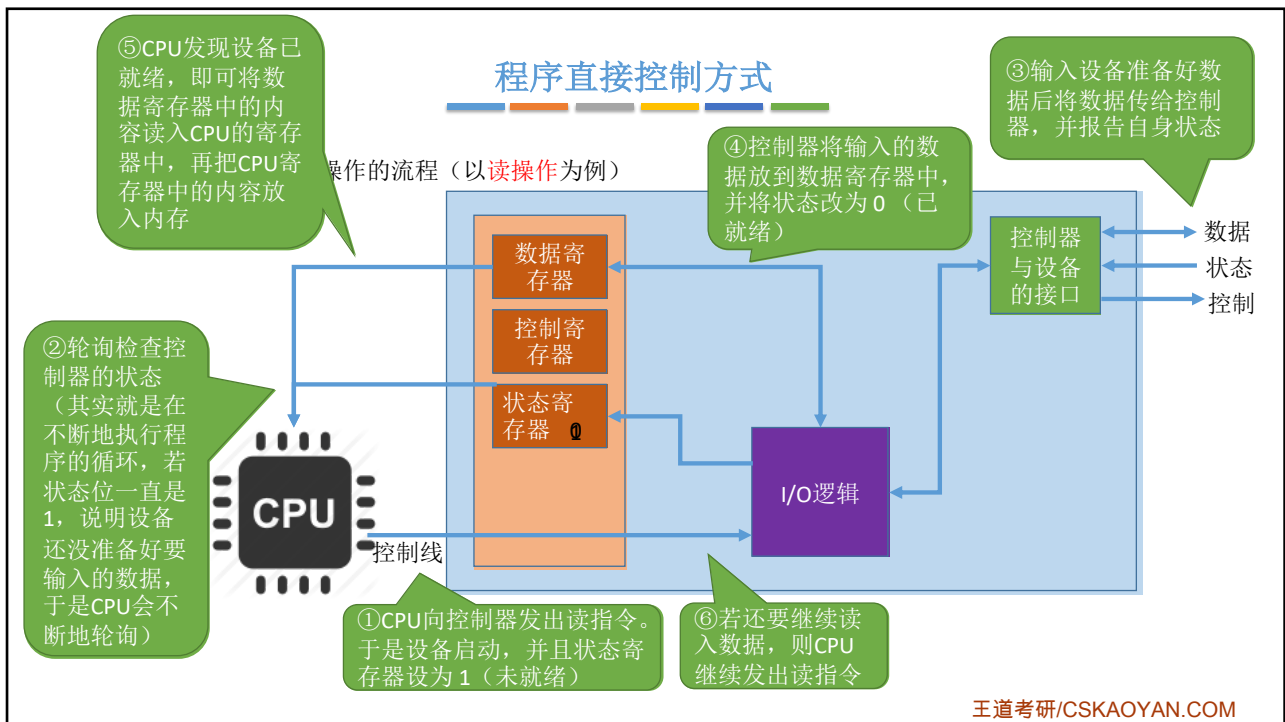 程序直接控制方式
操作的流程（以读操作为例）
①CPU向控制器发出读指令。
于是设备启动，并且状态寄
存器设为1（未就绪）
②轮询检查控
制器的状态
（其实就是在
不断地执行程
序的循环，若
状态位一直是
1，说明设备
还没准备好要
输入的数据，
于是CPU会不
断地轮询）
③输入设备准备好数
据后将数据传给控制
器，并报告自身状态
④控制器将输入的数
据放到数据寄存器中，
并将状态改为0（已
就绪）
⑤CPU发现设备已
就绪，即可将数
据寄存器中的内
容读入CPU的寄存
器中，再把CPU寄
存器中的内容放
入内存
⑥若还要继续读
入数据，则CPU
继续发出读指令
数据寄
存器
控制寄
存器
状态寄
存器
CPU
控制线
I/O逻辑
控制器
与设备
的接口
数据
状态
控制
王道考研/CSKAOYAN.COM